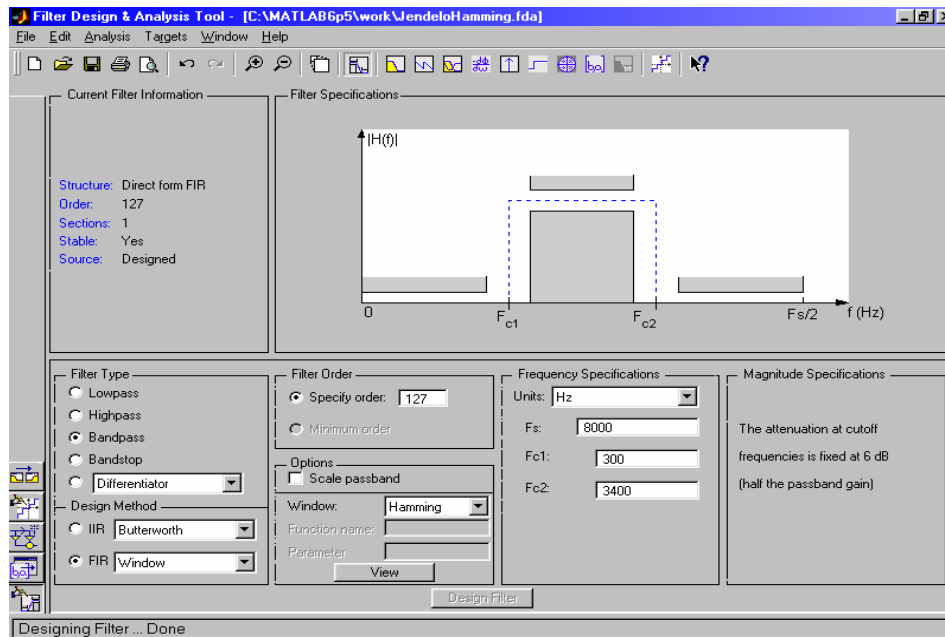 Filter Design & Analysis Tool - [C:\MATLAB6p5\work\JendeloHamming.fda]
File Edit Analysis Targets Window Help
Current Filter Information
Structure: Direct form FIR
Order: 127
Sections: 1
Stable: Yes
Source: Designed
Filter Specifications
|H(f)|
0
Fc1
Fc2
Fs/2
f (Hz)
Filter Type
Lowpass
Highpass
Bandpass
Bandstop
Differentiator
Design Method
IIR Butterworth
FIR Window
Filter Order
Specify order: 127
Minimum order
Options
Scale passband
Window: Hamming
Function name:
Parameter
View
Frequency Specifications
Units: Hz
Fs: 8000
Fc1: 300
Fc2: 3400
Magnitude Specifications
The attenuation at cutoff
frequencies is fixed at 6 dB
(half the passband gain)
Design Filter
Designing Filter ... Done